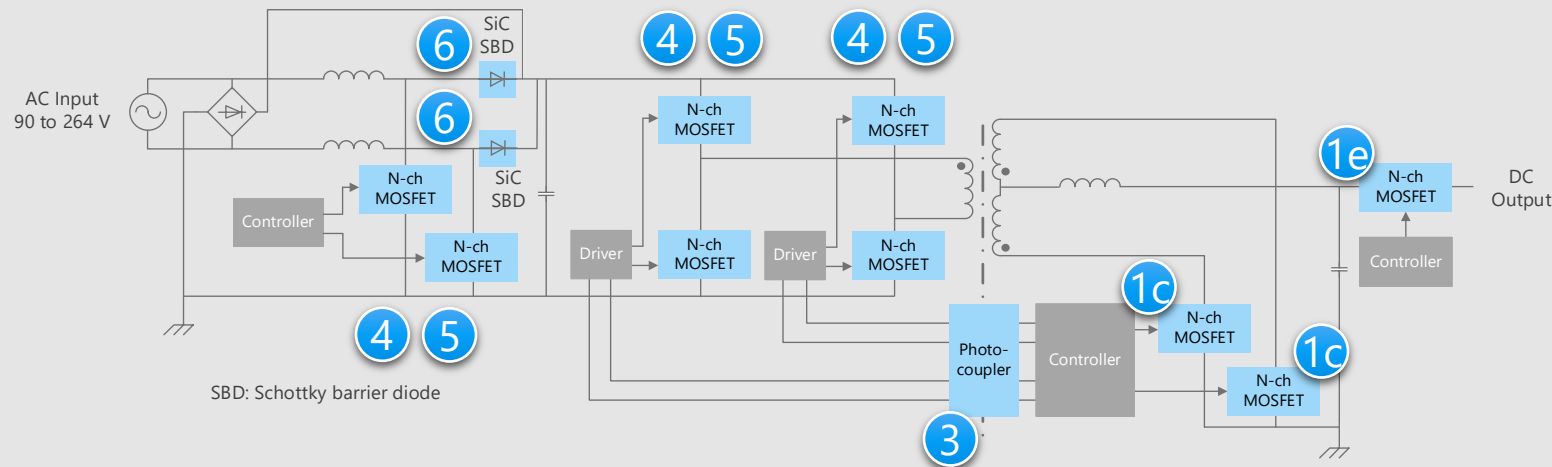 6
SiC
SBD
4
5
4
5
AC Input
90 to 264 V
6
N-ch
MOSFET
N-ch
MOSFET
SiC
SBD
1e
N-ch
MOSFET
DC
Output
N-ch
MOSFET
Controller
N-ch
MOSFET
Driver
N-ch
MOSFET
Driver
N-ch
MOSFET
Controller
4
5
1c
N-ch
MOSFET
Photo-
coupler
Controller
1c
N-ch
MOSFET
SBD: Schottky barrier diode
3